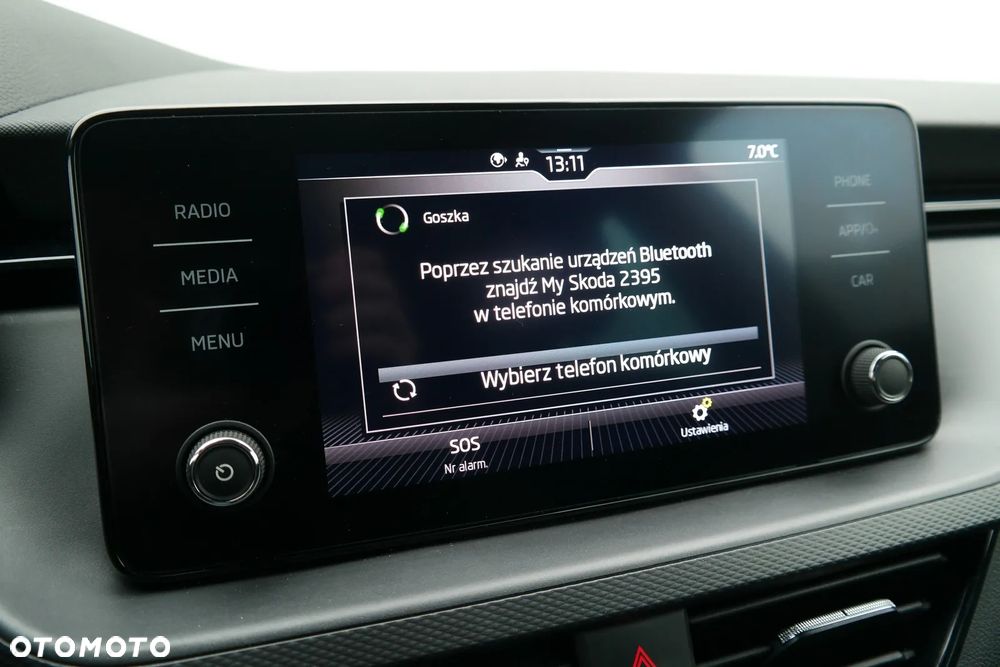 RADIO
MEDIA
MENU
13:11
7.0°C
Goszka
Poprzez szukanie urządzeń Bluetooth
znajdź My Skoda 2395
w telefonie komórkowym.
Wybierz telefon komórkowy
SOS
Nr alarm.
Ustawienia
PHONE
APP/
CAR
OTOMOTO